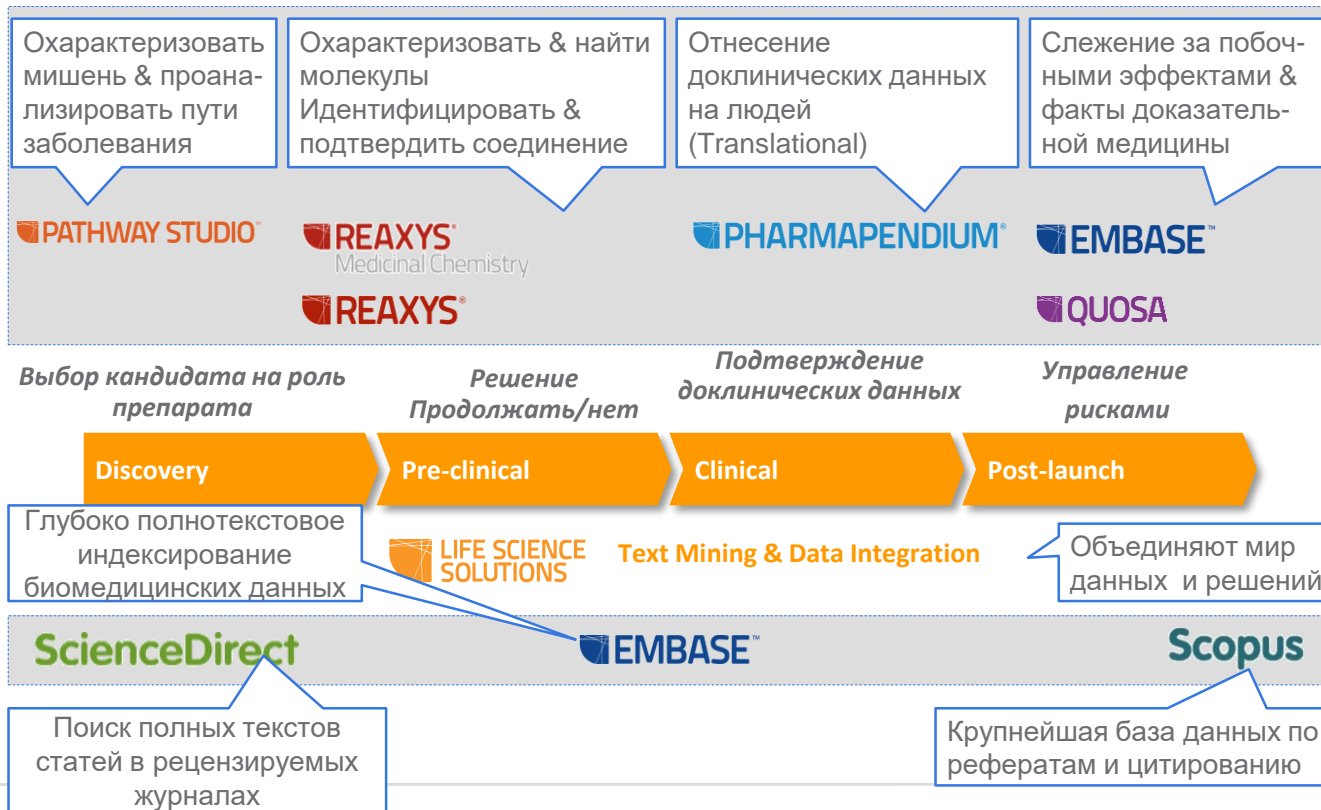 Охарактеризовать
мишень & проана-
лизировать пути
заболевания
Охарактеризовать & найти
молекулы
Идентифицировать &
подтвердить соединение
Отнесение
доклинических данных
на людей
(Translational)
Слежение за побоч-
ными эффектами &
факты доказатель-
ной медицины
PATHWAY STUDIO™
REAXYS®
Medicinal Chemistry
REAXYS®
PHARMAPENDIUM®
EMBASE™
QUOSA
Выбор кандидата на роль
препарата
Решение
Продолжать/нет
Подтверждение
доклинических данных
Управление
рисками
Discovery
Pre-clinical
Clinical
Post-launch
Глубоко полнотекстовое
индексирование
биомедицинских данных
LIFE SCIENCE
SOLUTIONS
Text Mining & Data Integration
Объединяют мир
данных и решений
ScienceDirect
EMBASE™
Scopus
Поиск полных текстов
статей в рецензируемых
журналах
Крупнейшая база данных по
рефератам и цитированию